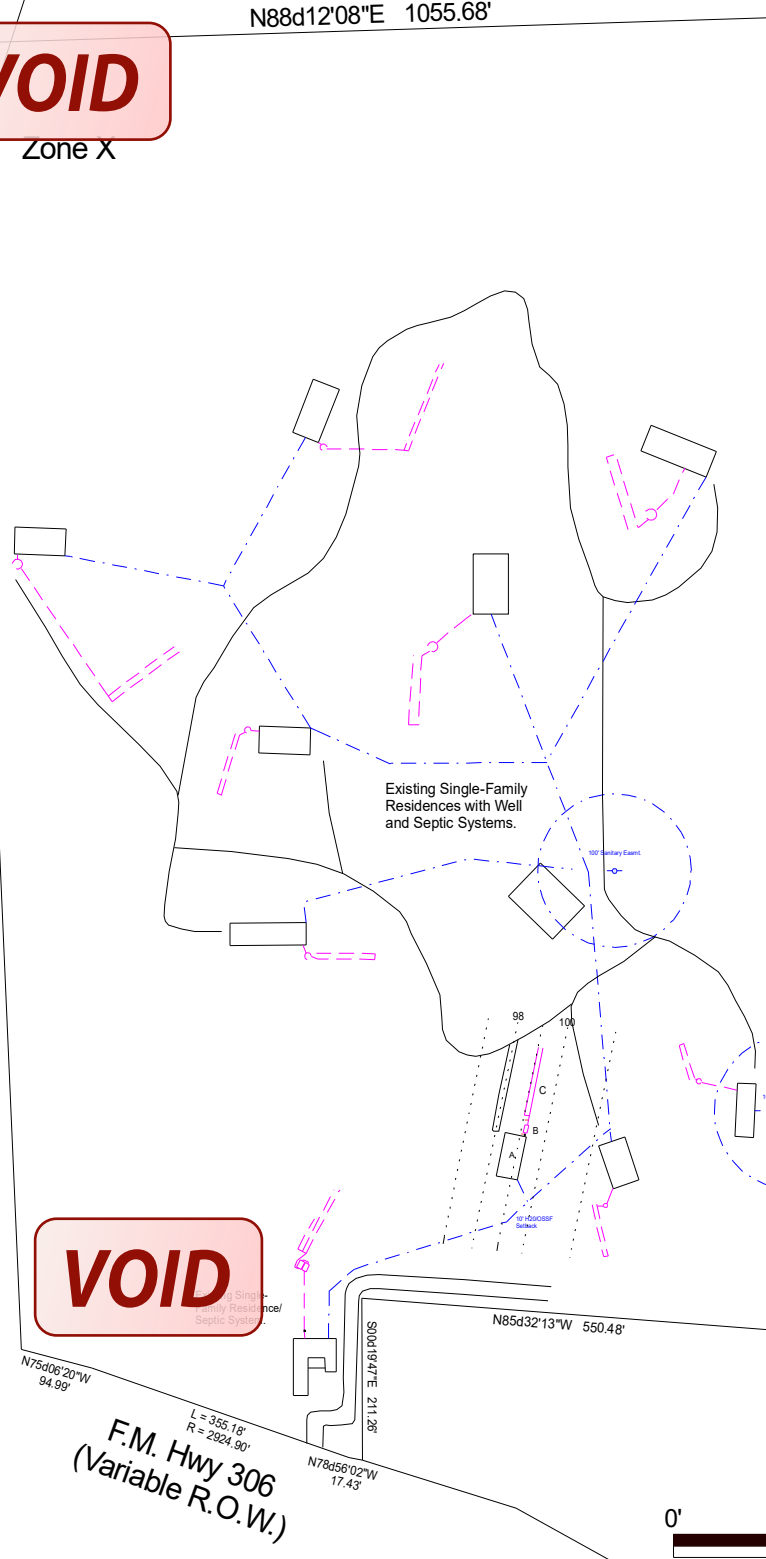 N88d12'08"E 1055.68'
VOID
Zone X
Existing Single-Family
Residences with Well
and Septic Systems.
100' Sanitary Easmt.
98
100
C
B
A
10' H20/OSSF
Setback
VOID
Existing Single-
Family Residence/
Septic System.
N85d32'13"W 550.48'
S00d19'47"E 211.26'
N75d06'20"W
94.99'
L = 355.18'
R = 2924.90'
F.M. Hwy 306
(Variable R.O.W.)
N78d56'02"W
17.43'
0'